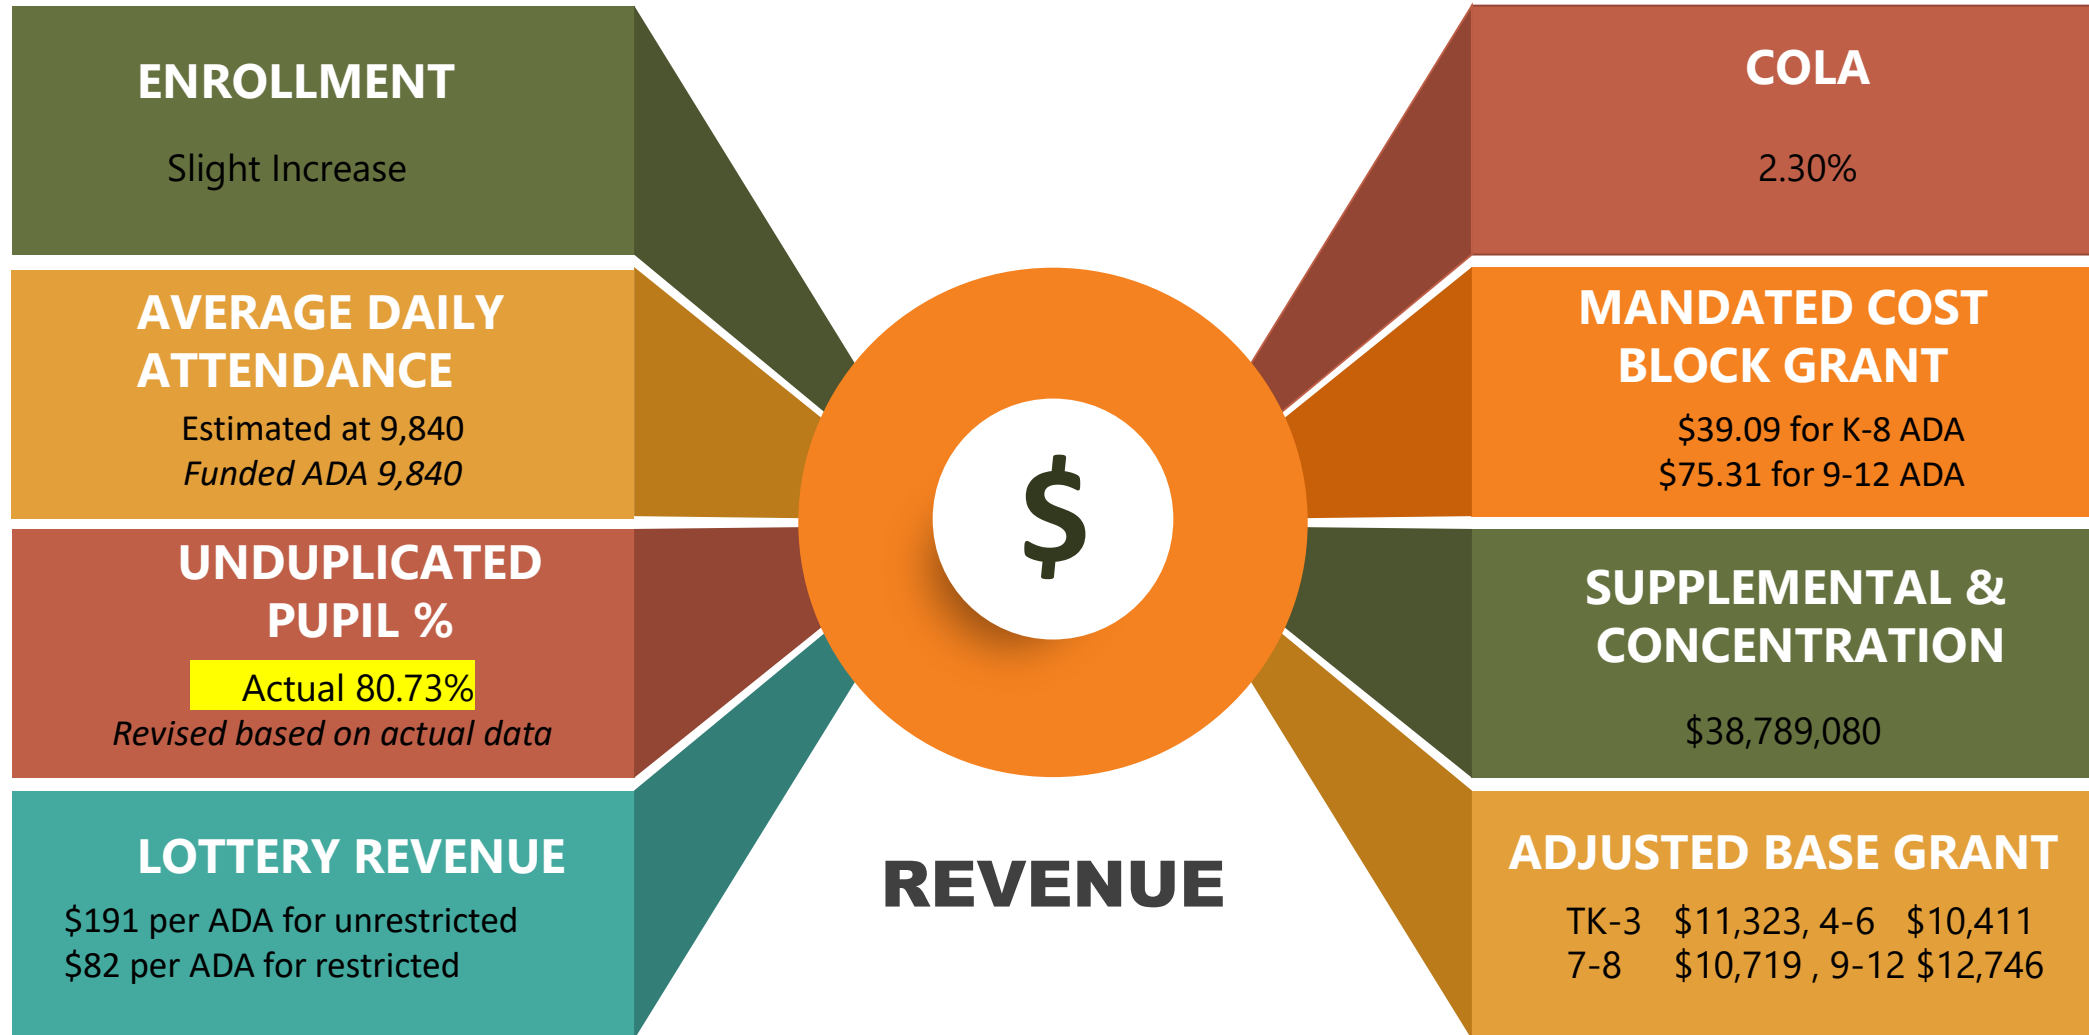 ENROLLMENT
Slight Increase
AVERAGE DAILY
ATTENDANCE
Estimated at 9,840
Funded ADA 9,840
UNDUPLICATED
PUPIL %
Actual 80.73%
Revised based on actual data
LOTTERY REVENUE
$191 per ADA for unrestricted
$82 per ADA for restricted
$
REVENUE
COLA
2.30%
MANDATED COST
BLOCK GRANT
$39.09 for K-8 ADA
$75.31 for 9-12 ADA
SUPPLEMENTAL &
CONCENTRATION
$38,789,080
ADJUSTED BASE GRANT
TK-3 $11,323, 4-6 $10,411
7-8 $10,719 , 9-12 $12,746